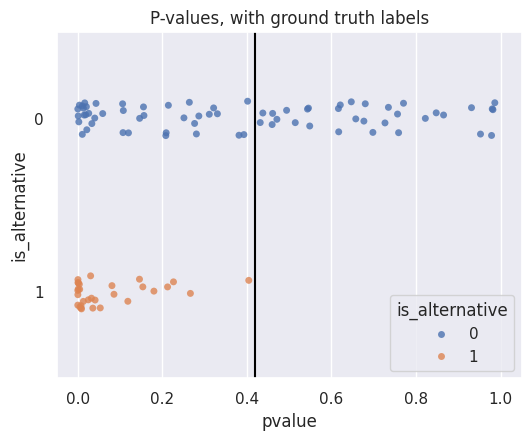 P-values, with ground truth labels
is_alternative
0
1
is_alternative
0
1
0.0 0.2 0.4 0.6 0.8 1.0
pvalue